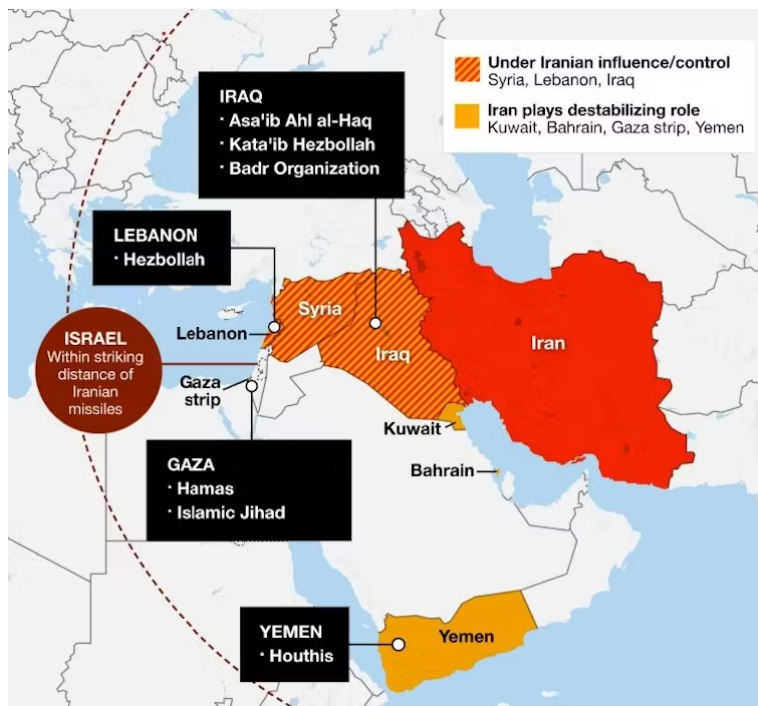 Under Iranian influence/control
Syria, Lebanon, Iraq
Iran plays destabilizing role
Kuwait, Bahrain, Gaza strip, Yemen
IRAQ
· Asa'ib Ahl al-Haq
· Kata'ib Hezbollah
· Badr Organization
LEBANON
· Hezbollah
Syria
Lebanon
Iraq
Iran
ISRAEL
Within striking
distance of
Iranian
missiles
Gaza
strip
Kuwait
Bahrain
GAZA
· Hamas
· Islamic Jihad
YEMEN
· Houthis
Yemen